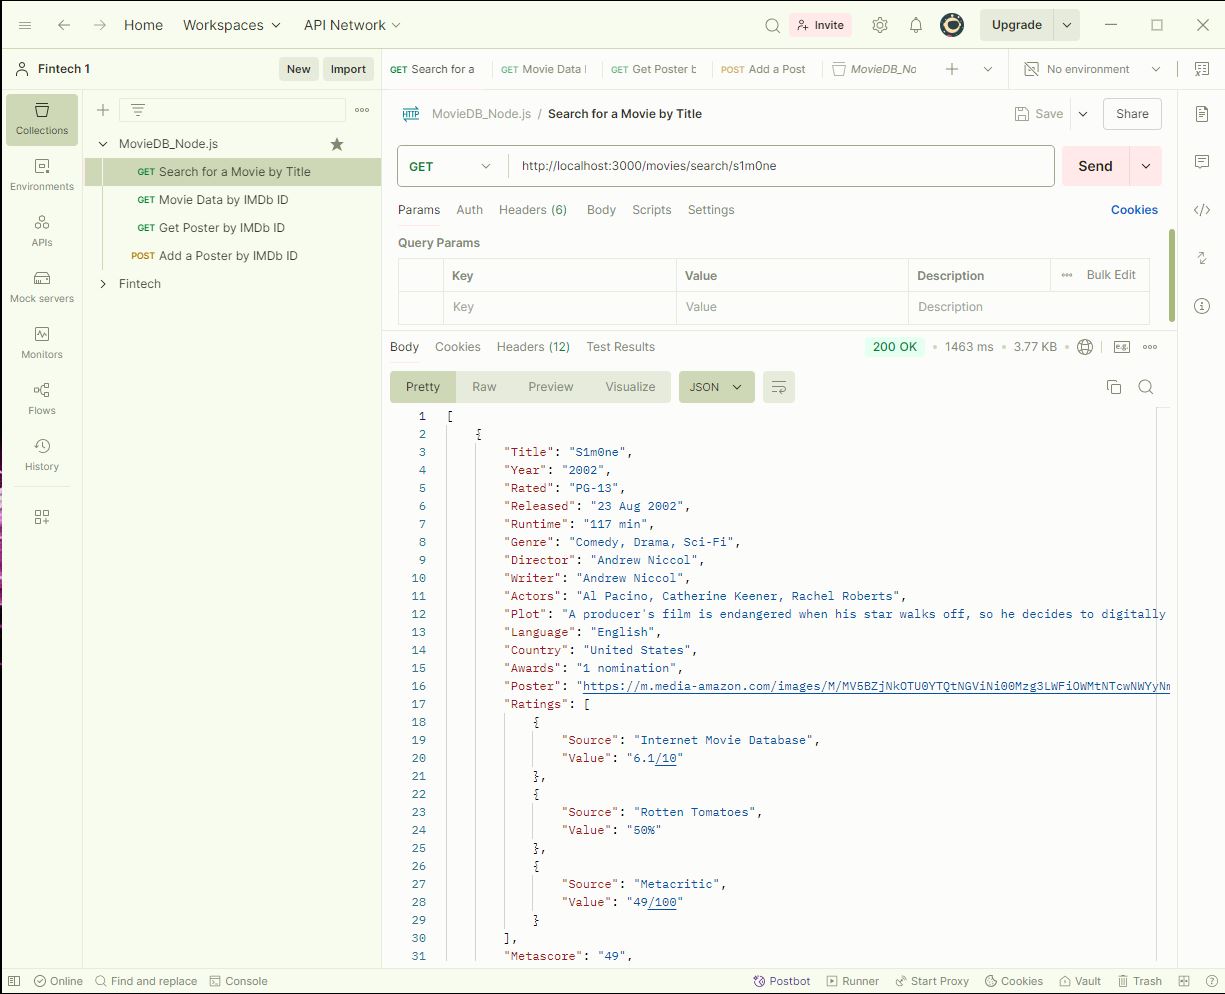 Home Workspaces API Network Invite Upgrade
Fintech 1 New Import GET Search for a GET Movie Data GET Get Poster b POST Add a Post MovieDB_No No environment
Collections
Environments
APIs
Mock servers
Monitors
Flows
History
MovieDB_Node.js
GET Search for a Movie by Title
GET Movie Data by IMDb ID
GET Get Poster by IMDb ID
POST Add a Poster by IMDb ID
Fintech
HTTP MovieDB_Node.js / Search for a Movie by Title Save Share
GET http://localhost:3000/movies/search/s1m0ne Send
Params Auth Headers (6) Body Scripts Settings Cookies
Query Params
Key Value Description Bulk Edit
Key Value Description
Body Cookies Headers (12) Test Results 200 OK 1463 ms 3.77 KB e.g.
Pretty Raw Preview Visualize JSON
1 [
2 {
3 "Title": "S1m0ne",
4 "Year": "2002",
5 "Rated": "PG-13",
6 "Released": "23 Aug 2002",
7 "Runtime": "117 min",
8 "Genre": "Comedy, Drama, Sci-Fi",
9 "Director": "Andrew Niccol",
10 "Writer": "Andrew Niccol",
11 "Actors": "Al Pacino, Catherine Keener, Rachel Roberts",
12 "Plot": "A producer's film is endangered when his star walks off, so he decides to digitally
13 "Language": "English",
14 "Country": "United States",
15 "Awards": "1 nomination",
16 "Poster": "https://m.media-amazon.com/images/M/MV5BZjNkOTU0YTQtNGViNi00Mzg3LWFiOWMtNTcwNWYyNm
17 "Ratings": [
18 {
19 "Source": "Internet Movie Database",
20 "Value": "6.1/10"
21 },
22 {
23 "Source": "Rotten Tomatoes",
24 "Value": "50%"
25 },
26 {
27 "Source": "Metacritic",
28 "Value": "49/100"
29 }
30 ],
31 "Metascore": "49",
Online Find and replace Console Postbot Runner Start Proxy Cookies Vault Trash